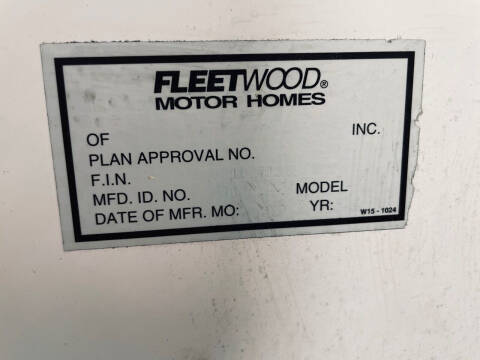 FLEETWOOD®
MOTOR HOMES
OF INC.
PLAN APPROVAL NO.
F.I.N.
MFD. ID. NO. MODEL
DATE OF MFR. MO: YR:
W15 - 1024